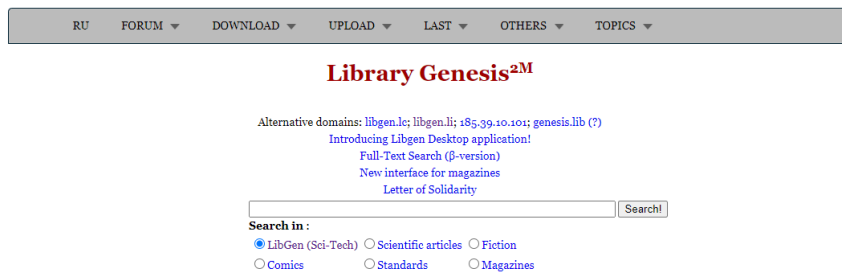 RU FORUM DOWNLOAD UPLOAD LAST OTHERS TOPICS
Library Genesis²ᴹ
Alternative domains: libgen.lc; libgen.li; 185.39.10.101; genesis.lib (?)
Introducing Libgen Desktop application!
Full-Text Search (β-version)
New interface for magazines
Letter of Solidarity
Search!
Search in :
LibGen (Sci-Tech) Scientific articles Fiction
Comics Standards Magazines